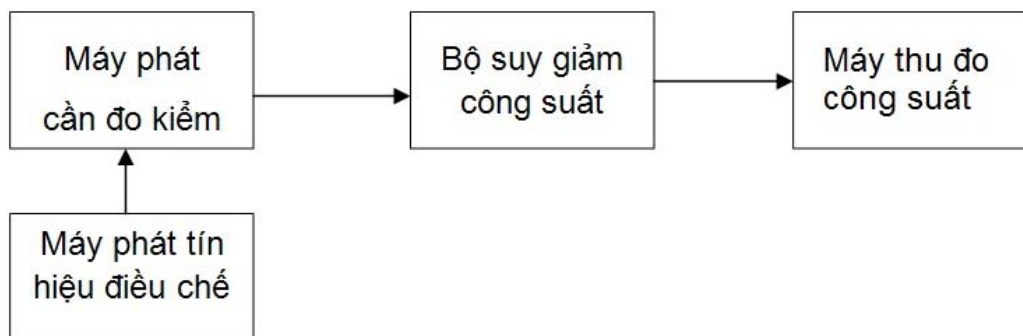 Máy phát
cần đo kiểm
Bộ suy giảm
công suất
Máy thu đo
công suất
Máy phát tín
hiệu điều chế